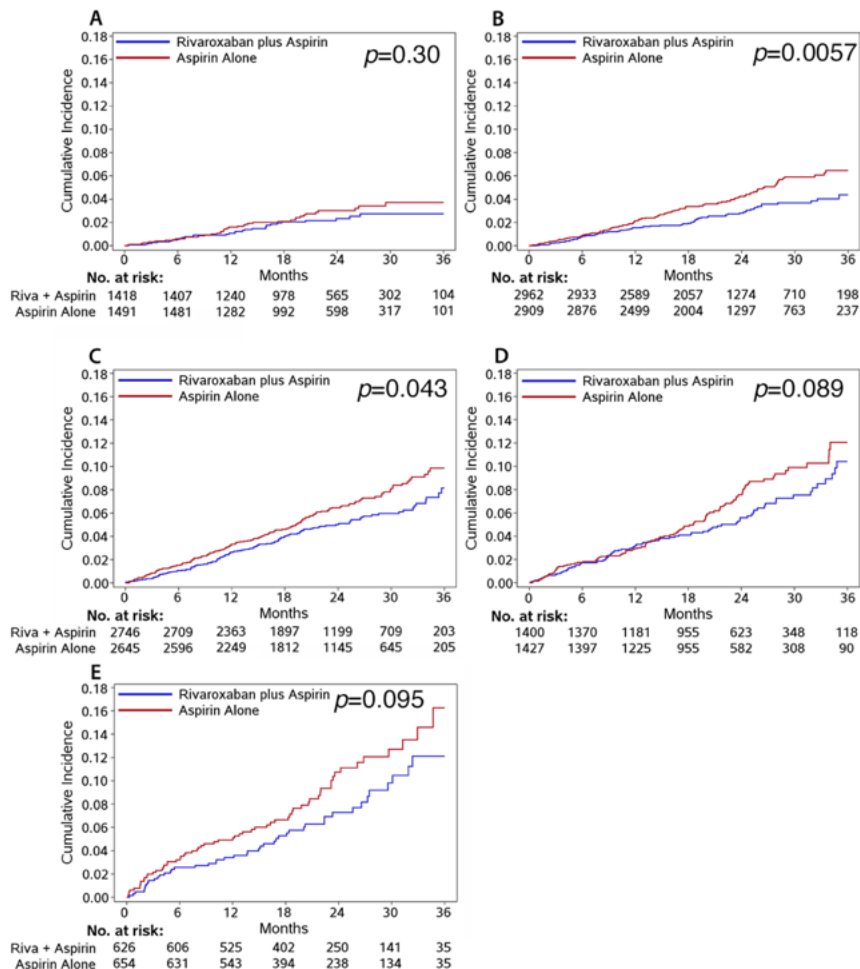 A
0.18
0.16
0.14
0.12
0.10
0.08
0.06
0.04
0.02
0.00
Cumulative Incidence
Rivaroxaban plus Aspirin
Aspirin Alone
p=0.30
0 6 12 18 24 30 36
No. at risk: Months
Riva + Aspirin 1418 1407 1240 978 565 302 104
Aspirin Alone 1491 1481 1282 992 598 317 101
B
0.18
0.16
0.14
0.12
0.10
0.08
0.06
0.04
0.02
0.00
Cumulative Incidence
Rivaroxaban plus Aspirin
Aspirin Alone
p=0.0057
0 6 12 18 24 30 36
No. at risk: Months
2962 2933 2589 2057 1274 710 198
2909 2876 2499 2004 1297 763 237
C
0.18
0.16
0.14
0.12
0.10
0.08
0.06
0.04
0.02
0.00
Cumulative Incidence
Rivaroxaban plus Aspirin
Aspirin Alone
p=0.043
0 6 12 18 24 30 36
No. at risk: Months
Riva + Aspirin 2746 2709 2363 1897 1199 709 203
Aspirin Alone 2645 2596 2249 1812 1145 645 205
D
0.18
0.16
0.14
0.12
0.10
0.08
0.06
0.04
0.02
0.00
Cumulative Incidence
Rivaroxaban plus Aspirin
Aspirin Alone
p=0.089
0 6 12 18 24 30 36
No. at risk: Months
1400 1370 1181 955 623 348 118
1427 1397 1225 955 582 308 90
E
0.18
0.16
0.14
0.12
0.10
0.08
0.06
0.04
0.02
0.00
Cumulative Incidence
Rivaroxaban plus Aspirin
Aspirin Alone
p=0.095
0 6 12 18 24 30 36
No. at risk: Months
Riva + Aspirin 626 606 525 402 250 141 35
Aspirin Alone 654 631 543 394 238 134 35